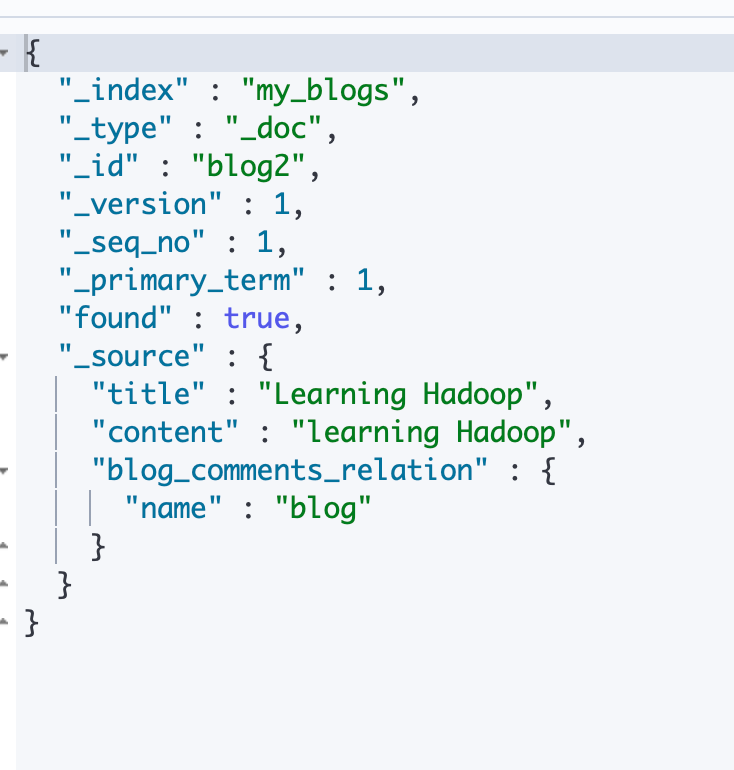 {
  "_index" : "my_blogs",
  "_type" : "_doc",
  "_id" : "blog2",
  "_version" : 1,
  "_seq_no" : 1,
  "_primary_term" : 1,
  "found" : true,
  "_source" : {
    "title" : "Learning Hadoop",
    "content" : "learning Hadoop",
    "blog_comments_relation" : {
      "name" : "blog"
    }
  }
}